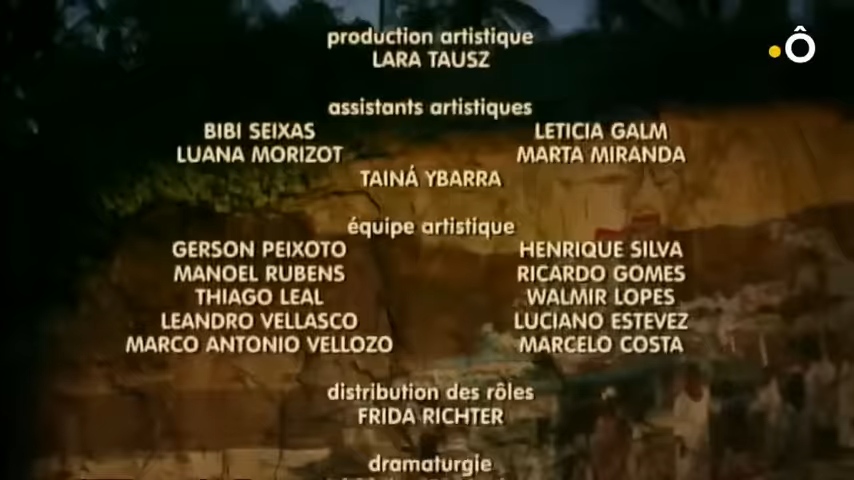 production artistique
LARA TAUSZ
ô
assistants artistiques
BIBI SEIXAS LETICIA GALM
LUANA MORIZOT MARTA MIRANDA
TAINÁ YBARRA
équipe artistique
GERSON PEIXOTO HENRIQUE SILVA
MANOEL RUBENS RICARDO GOMES
THIAGO LEAL WALMIR LOPES
LEANDRO VELLASCO LUCIANO ESTEVEZ
MARCO ANTONIO VELLOZO MARCELO COSTA
distribution des rôles
FRIDA RICHTER
dramaturgie